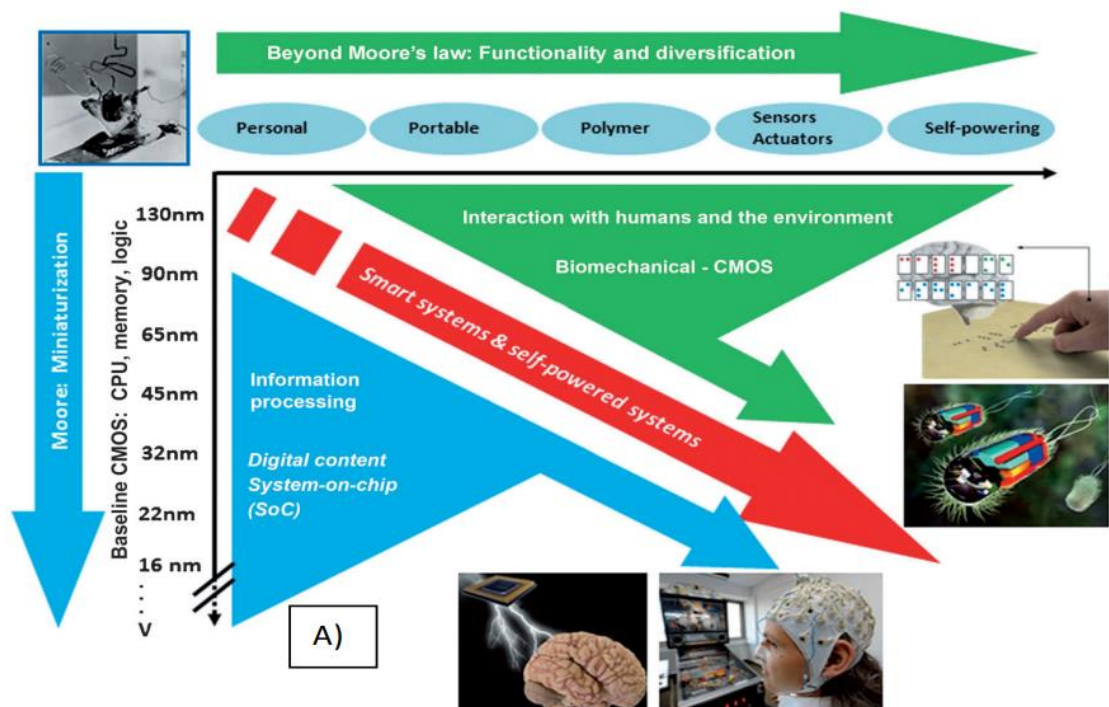 Beyond Moore's law: Functionality and diversification
Personal
Portable
Polymer
Sensors
Actuators
Self-powering
Moore: Miniaturization
Baseline CMOS: CPU, memory, logic
130nm
90nm
65nm
45nm
32nm
22nm
16 nm
V
Interaction with humans and the environment
Biomechanical - CMOS
Smart systems & self-powered systems
Information
processing
Digital content
System-on-chip
(SoC)
A)